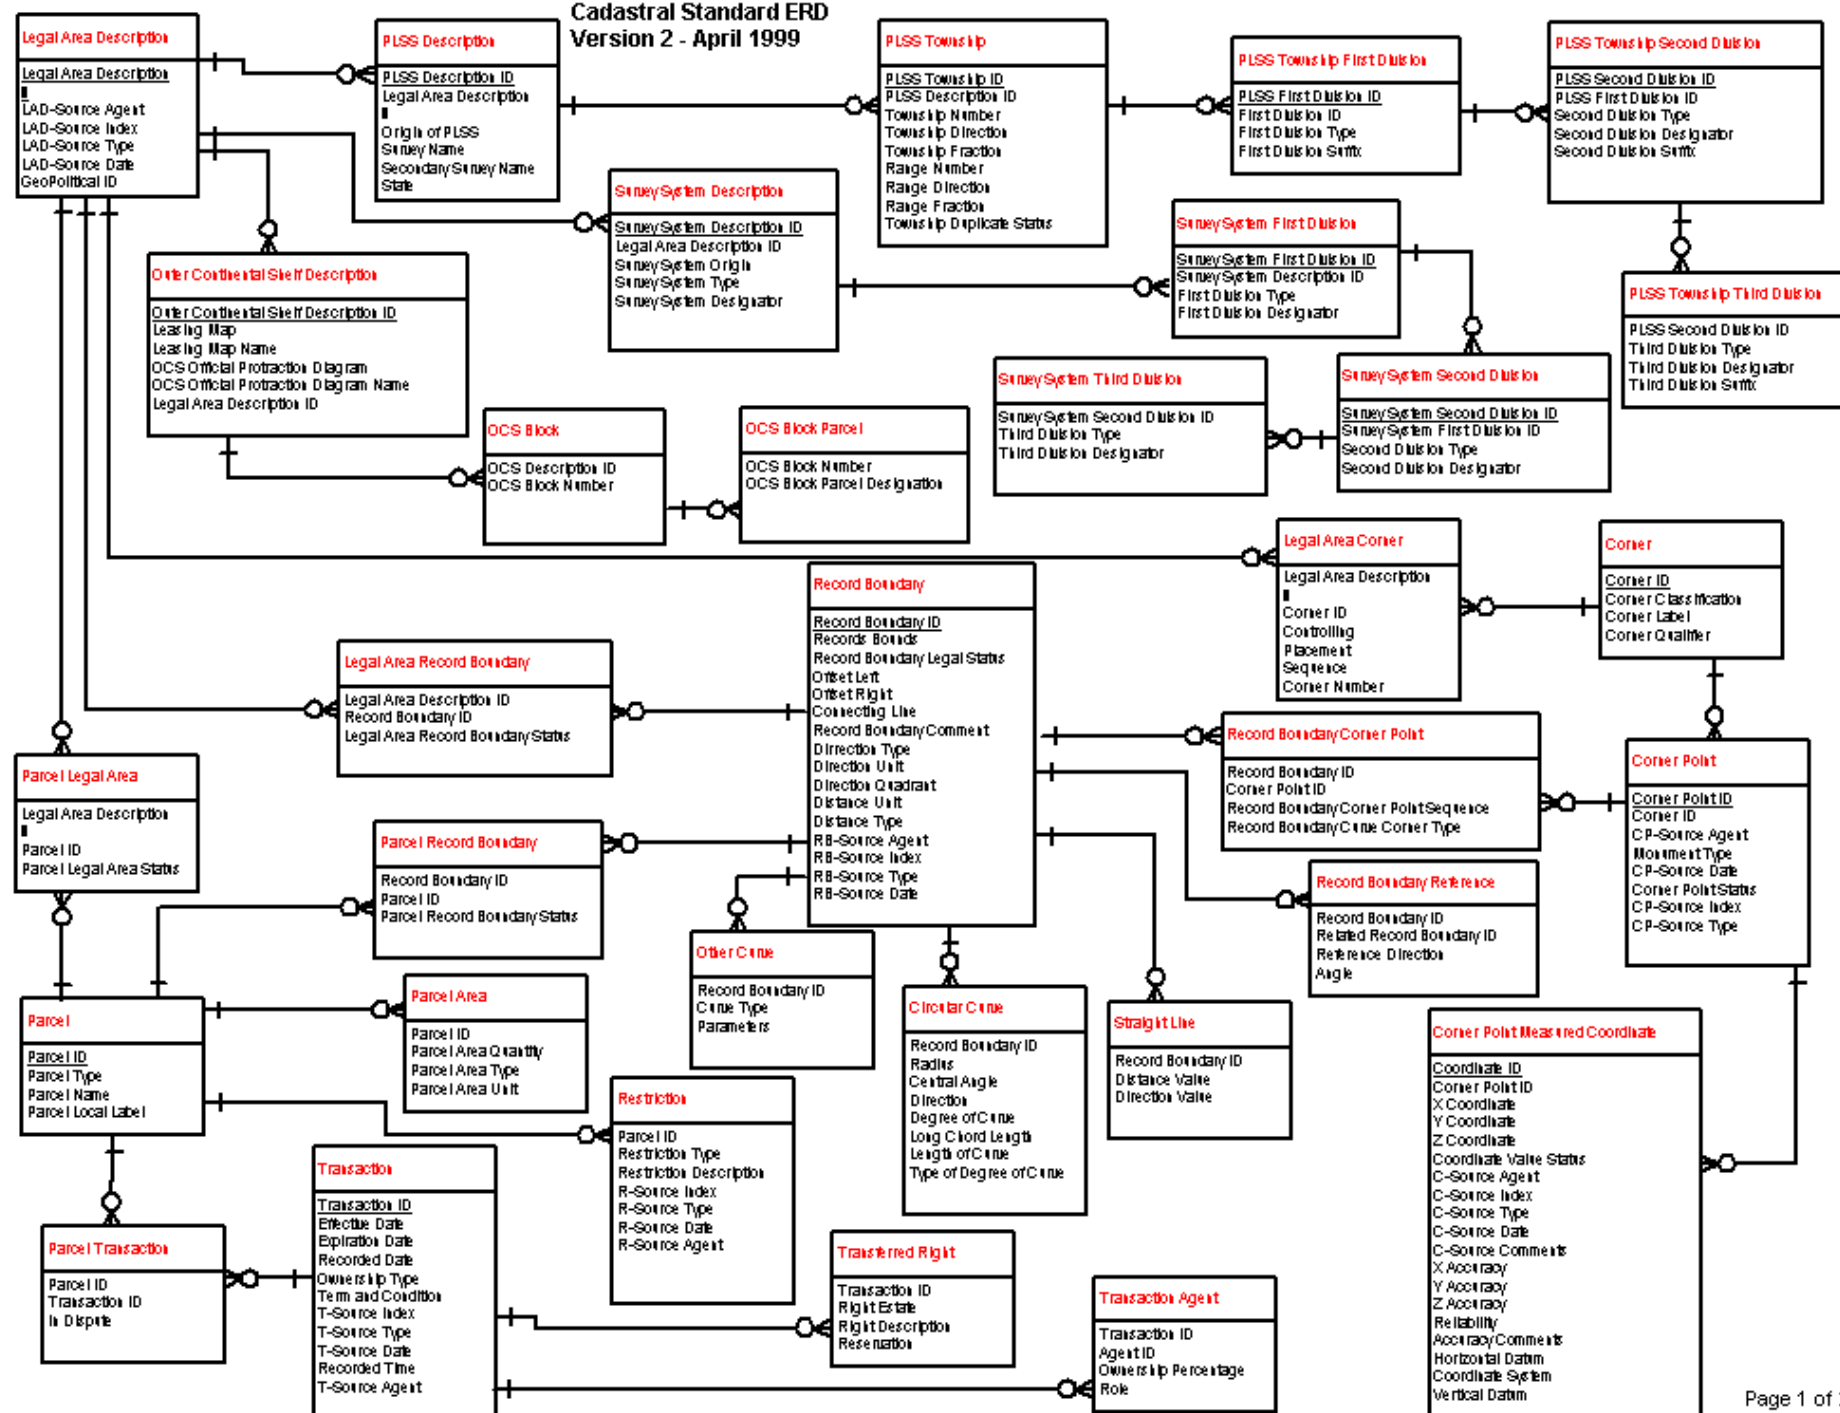 Cadastral Standard ERD
Version 2 - April 1999
Legal Area Description
Legal Area Description
LAD-Source Agent
LAD-Source Index
LAD-Source Type
LAD-Source Date
GeoPolitical ID
PLSS Description
PLSS Description ID
Legal Area Description
Origin of PLSS
Survey Name
Secondary Survey Name
State
PLSS Township
PLSS Township ID
PLSS Description ID
Township Number
Township Direction
Township Fraction
Range Number
Range Direction
Range Fraction
Township Duplicate Status
PLSS Township First Division
PLSS First Division ID
First Division ID
First Division Type
First Division Suffix
PLSS Township Second Division
PLSS Second Division ID
PLSS First Division ID
Second Division Type
Second Division Designator
Second Division Suffix
Survey System Description
Survey System Description ID
Legal Area Description ID
Survey System Origin
Survey System Type
Survey System Designator
Survey System First Division
Survey System First Division ID
Survey System Description ID
First Division Type
First Division Designator
PLSS Township Third Division
PLSS Second Division ID
Third Division Type
Third Division Designator
Third Division Suffix
Outer Continental Shelf Description
Outer Continental Shelf Description ID
Leasing Map
Leasing Map Name
OCS Official Protraction Diagram
OCS Official Protraction Diagram Name
Legal Area Description ID
Survey System Third Division
Survey System Second Division ID
Third Division Type
Third Division Designator
Survey System Second Division
Survey System Second Division ID
Survey System First Division ID
Second Division Type
Second Division Designator
OCS Block
OCS Description ID
OCS Block Number
OCS Block Parcel
OCS Block Number
OCS Block Parcel Designation
Legal Area Corner
Legal Area Description
Corner ID
Controlling
Placement
Sequence
Corner Number
Corner
Corner ID
Corner Classification
Corner Label
Corner Qualifier
Record Boundary
Record Boundary ID
Records Bounds
Record Boundary Legal Status
Offset Left
Offset Right
Connecting Line
Record Boundary Comment
Dirrection Type
Direction Unit
Direction Quadrant
Distance Unit
Distance Type
RB-Source Agent
RB-Source Index
RB-Source Type
RB-Source Date
Legal Area Record Boundary
Legal Area Description ID
Record Boundary ID
Legal Area Record Boundary Status
Record Boundary Corner Point
Record Boundary ID
Corner Point ID
Record Boundary Corner Point Sequence
Record Boundary Curve Corner Type
Corner Point
Corner Point ID
Corner ID
CP-Source Agent
Monument Type
CP-Source Date
Corner Point Status
CP-Source Index
CP-Source Type
Parcel Legal Area
Legal Area Description
Parcel ID
Parcel Legal Area Status
Parcel Record Boundary
Record Boundary ID
Parcel ID
Parcel Record Boundary Status
Record Boundary Reference
Record Boundary ID
Related Record Boundary ID
Reference Direction
Angle
Other Curve
Record Boundary ID
Curve Type
Parameters
Circular Curve
Record Boundary ID
Radius
Central Angle
Direction
Degree of Curve
Long Chord Length
Length of Curve
Type of Degree of Curve
Straight Line
Record Boundary ID
Distance Value
Direction Value
Parcel
Parcel ID
Parcel Type
Parcel Name
Parcel Local Label
Parcel Area
Parcel ID
Parcel Area Quantity
Parcel Area Type
Parcel Area Unit
Corner Point Measured Coordinate
Coordinate ID
Corner Point ID
X Coordinate
Y Coordinate
Z Coordinate
Coordinate Value Status
C-Source Agent
C-Source Index
C-Source Type
C-Source Date
C-Source Comments
X Accuracy
Y Accuracy
Z Accuracy
Reliability
Accuracy Comments
Horizontal Datum
Coordinate System
Vertical Datum
Restriction
Parcel ID
Restriction Type
Restriction Description
R-Source Index
R-Source Type
R-Source Date
R-Source Agent
Transaction
Transaction ID
Effective Date
Expiration Date
Recorded Date
Ownership Type
Term and Condition
T-Source Index
T-Source Type
T-Source Date
Recorded Time
T-Source Agent
Parcel Transaction
Parcel ID
Transaction ID
In Dispute
Transferred Right
Transaction ID
Right Estate
Right Description
Reservation
Transaction Agent
Transaction ID
Agent ID
Ownership Percentage
Role
Page 1 of